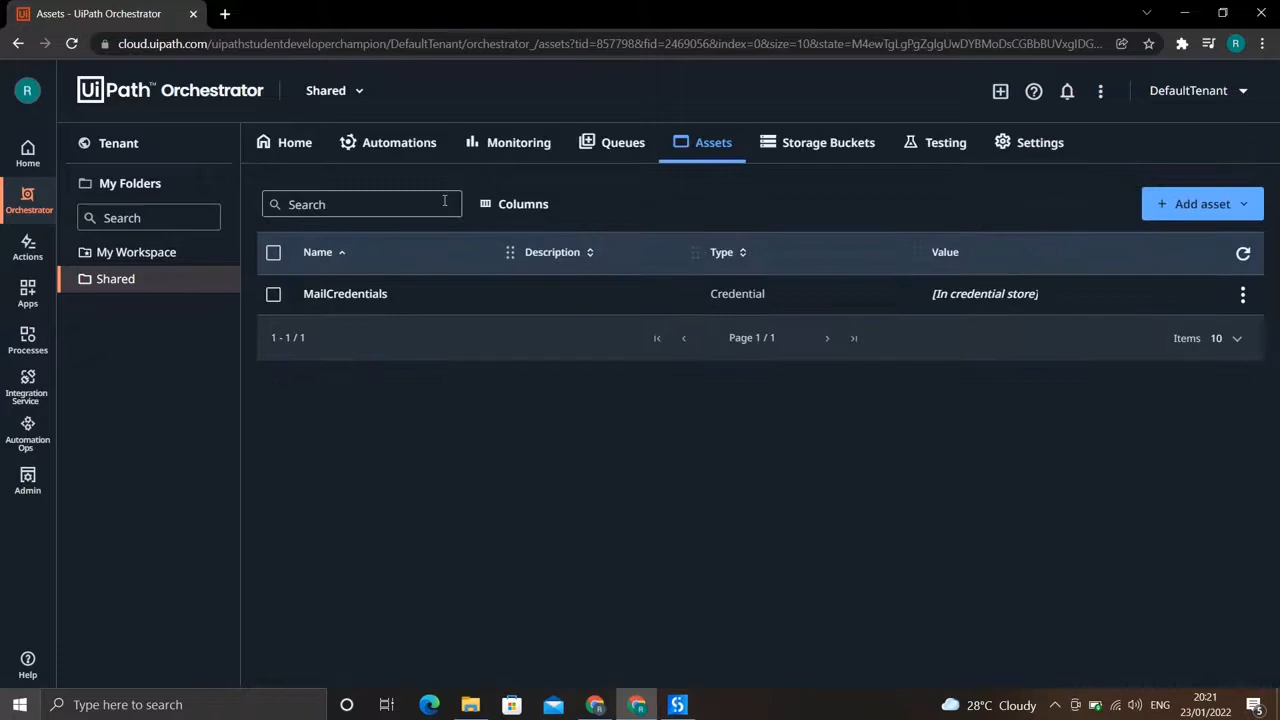 Assets - UiPath Orchestrator
cloud.uipath.com/uipathstudentdeveloperchampion/DefaultTenant/orchestrator_/assets?tid=857798&fid=2469056&index=0&size=10&state=M4ewTgLgPgZglgUwDYBMoDsCGBbBUVxgIDG...
R
R
UiPath™ Orchestrator
Shared
DefaultTenant
Home
Orchestrator
Actions
Apps
Processes
Integration
Service
Automation
Ops
Admin
Help
Tenant
My Folders
Search
My Workspace
Shared
Home
Automations
Monitoring
Queues
Assets
Storage Buckets
Testing
Settings
Search
Columns
+ Add asset
Name
Description
Type
Value
MailCredentials
Credential
[In credential store]
1 - 1 / 1
Page 1 / 1
Items 10
Type here to search
28°C Cloudy
20:21
23/01/2022
5